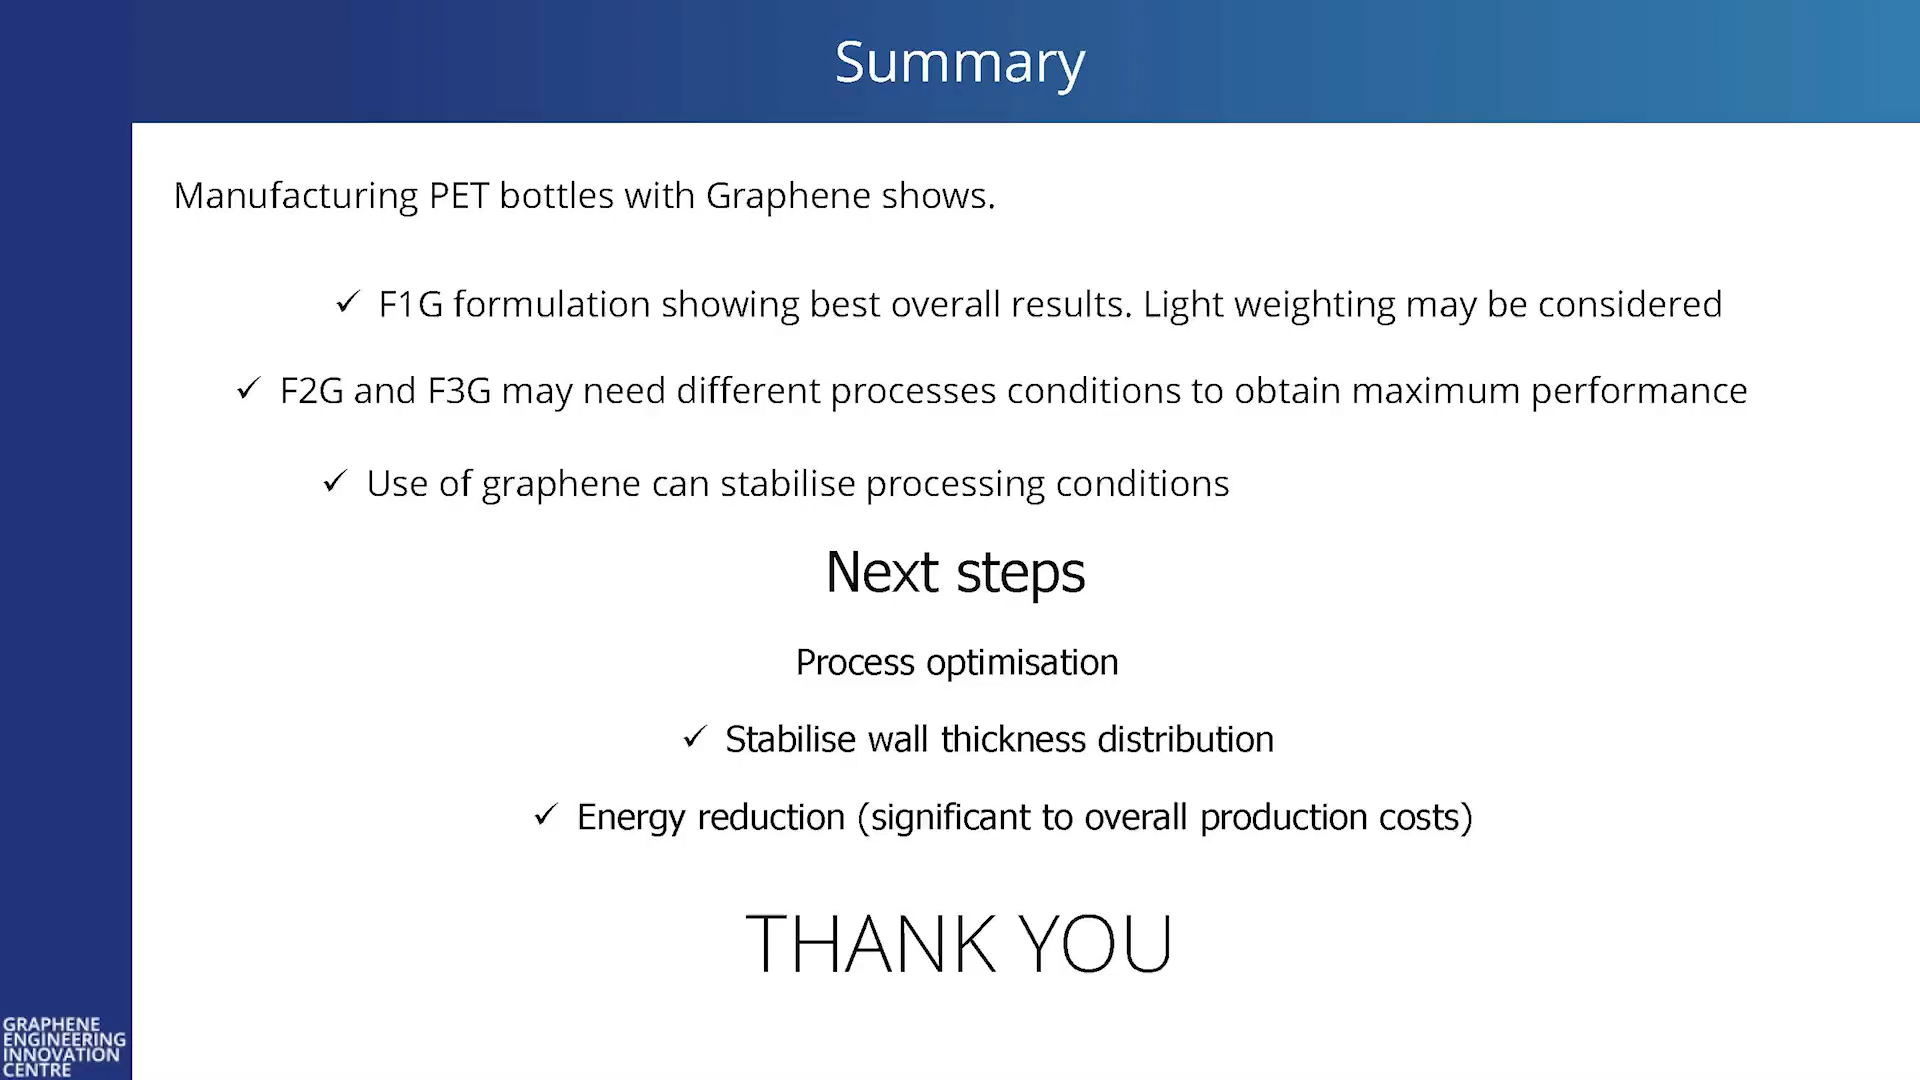 Summary
Manufacturing PET bottles with Graphene shows.
✓ F1G formulation showing best overall results. Light weighting may be considered
✓ F2G and F3G may need different processes conditions to obtain maximum performance
✓ Use of graphene can stabilise processing conditions
Next steps
Process optimisation
✓ Stabilise wall thickness distribution
✓ Energy reduction (significant to overall production costs)
THANK YOU
GRAPHENE
ENGINEERING
INNOVATION
CENTRE